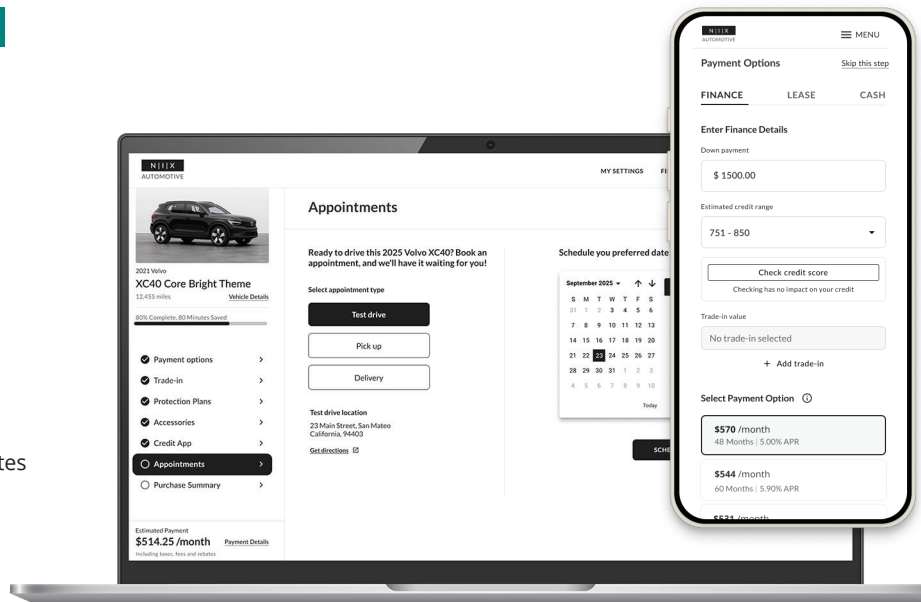 tes
N|I|X
AUTOMOTIVE
MY SETTINGS
2021 Volvo
XC40 Core Bright Theme
12,455 miles Vehicle Details
80% Complete, 80 Minutes Saved
Payment options
Trade-in
Protection Plans
Accessories
Credit App
Appointments
Purchase Summary
Estimated Payment
$514.25 /month Payment Details
Including taxes, fees and rebates
Appointments
Ready to drive this 2025 Volvo XC40? Book an
appointment, and we'll have it waiting for you!
Select appointment type
Test drive
Pick up
Delivery
Test drive location
23 Main Street, San Mateo
California, 94403
Get directions
Schedule you preferred date
September 2025
S M T W T F S
31 1 2 3 4 5 6
7 8 9 10 11 12 13
14 15 16 17 18 19 20
21 22 23 24 25 26 27
28 29 30 31 1 2 3
4 5 6 7 8 9 10
Today
SCHE
N|I|X
AUTOMOTIVE
MENU
Payment Options Skip this step
FINANCE LEASE CASH
Enter Finance Details
Down payment
$ 1500.00
Estimated credit range
751 - 850
Check credit score
Checking has no impact on your credit
Trade-in value
No trade-in selected
+ Add trade-in
Select Payment Option
$570 /month
48 Months | 5.00% APR
$544 /month
60 Months | 5.90% APR
$531 /month